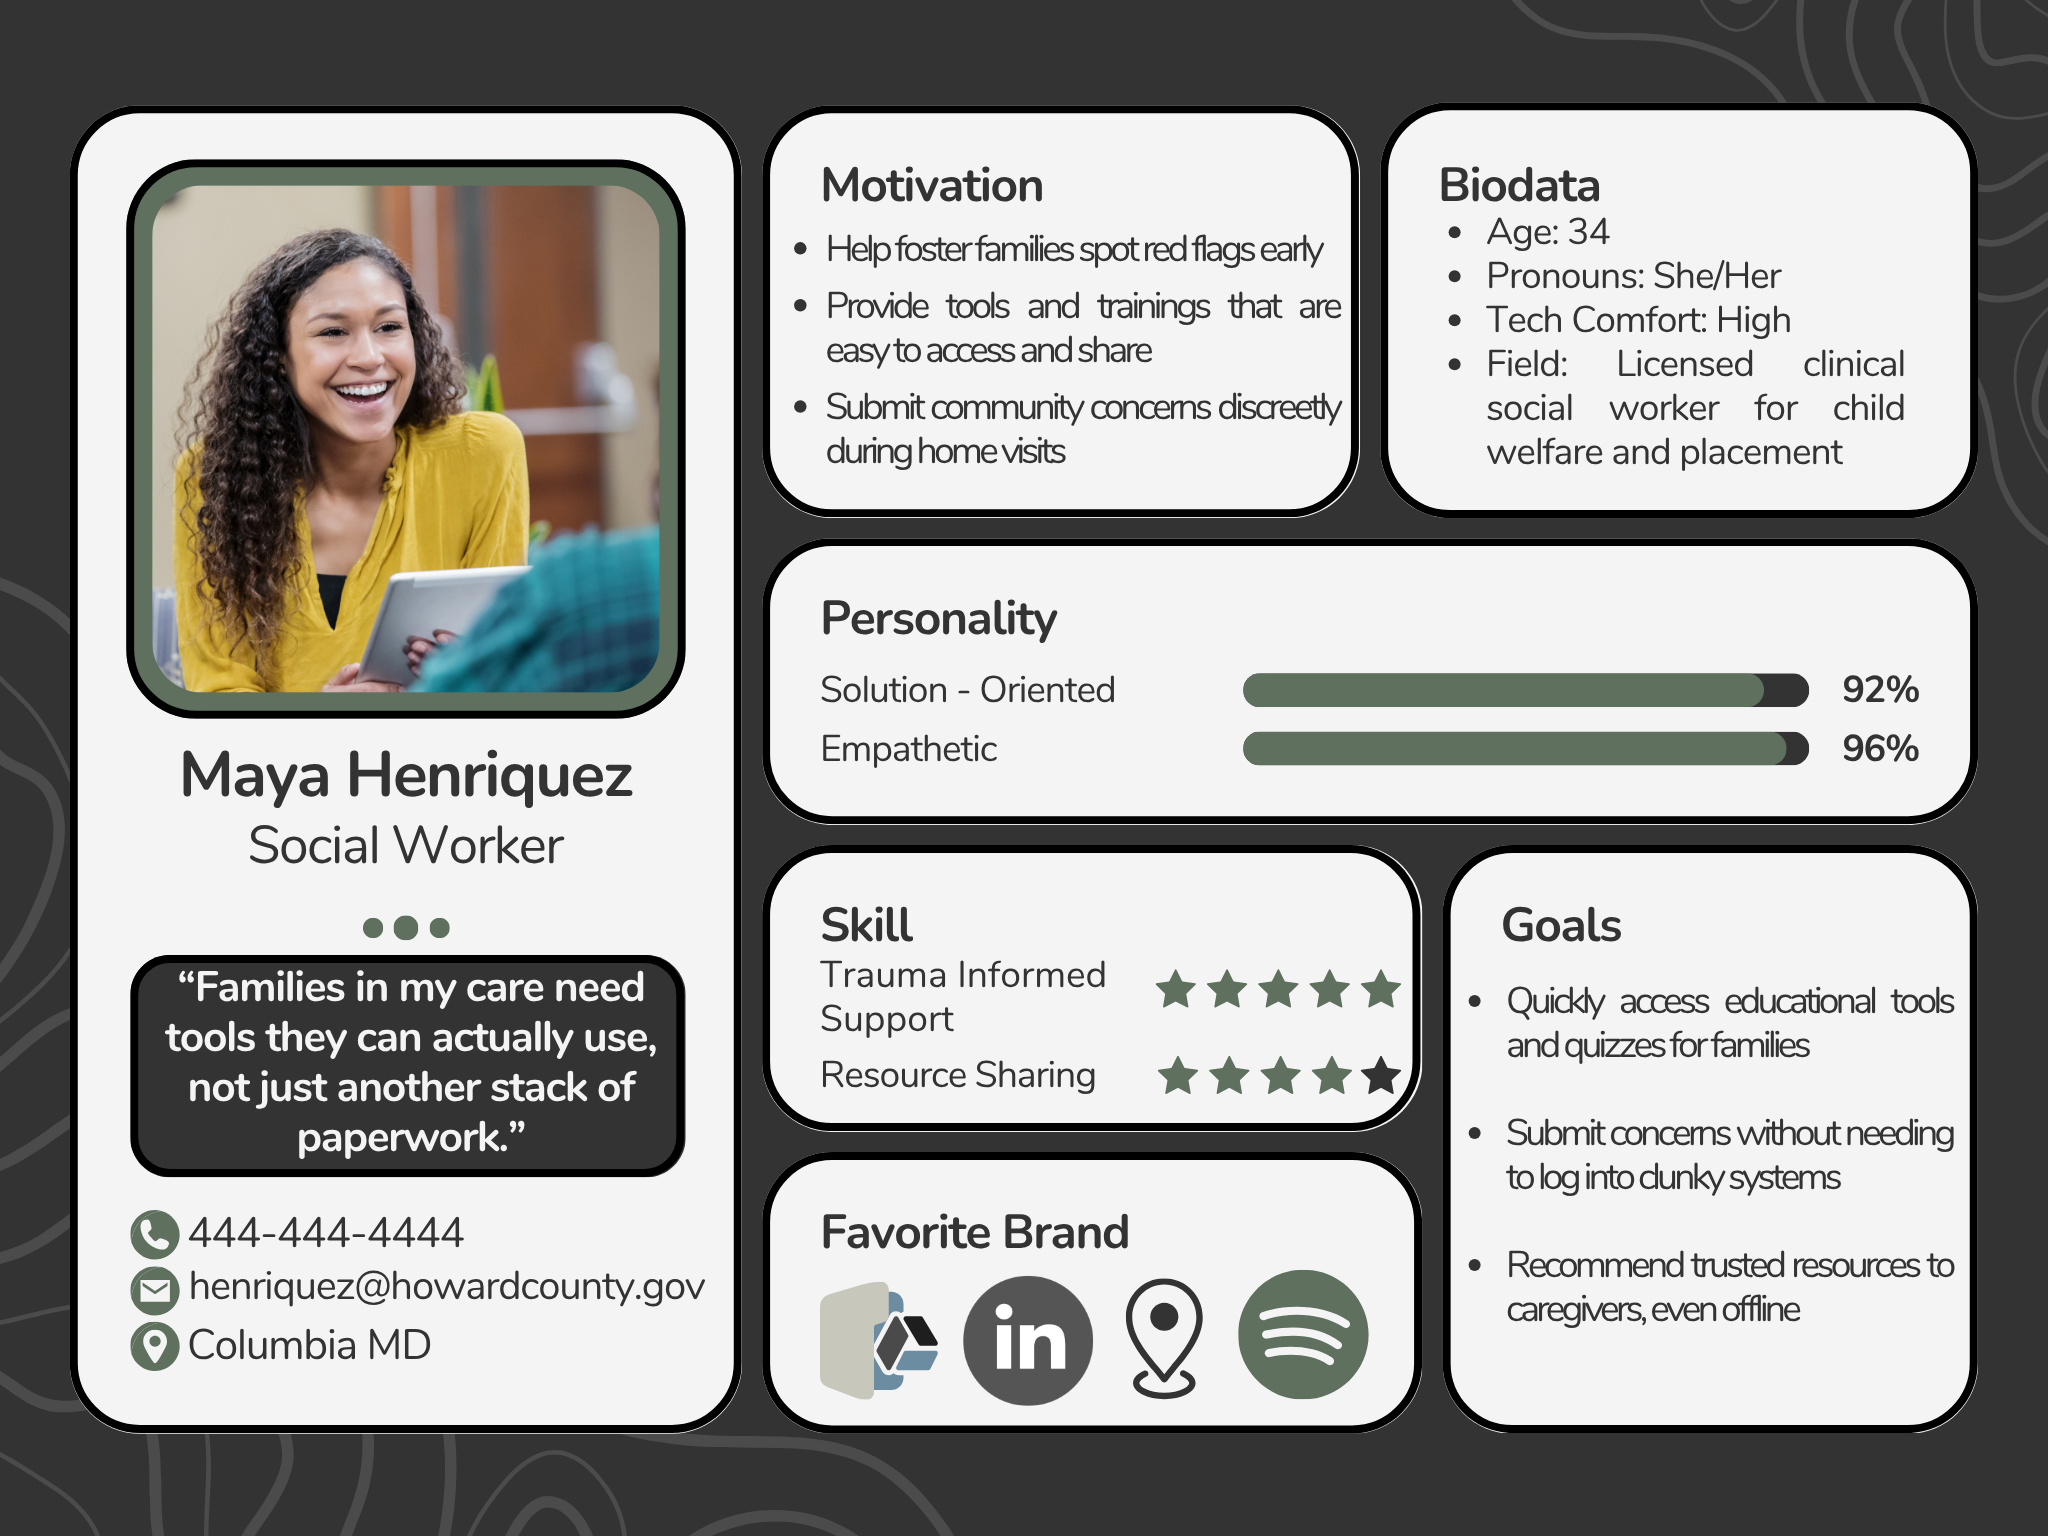 Maya Henriquez
Social Worker
“Families in my care need
tools they can actually use,
not just another stack of
paperwork.”
444-444-4444
henriquez@howardcounty.gov
Columbia MD
Motivation
• Help foster families spot red flags early
• Provide tools and trainings that are
easy to access and share
• Submit community concerns discreetly
during home visits
Biodata
• Age: 34
• Pronouns: She/Her
• Tech Comfort: High
• Field: Licensed clinical
social worker for child
welfare and placement
Personality
Solution - Oriented 92%
Empathetic 96%
Skill
Trauma Informed
Support
Resource Sharing
Favorite Brand
in
Goals
• Quickly access educational tools
and quizzes for families
• Submit concerns without needing
to log into clunky systems
• Recommend trusted resources to
caregivers, even offline